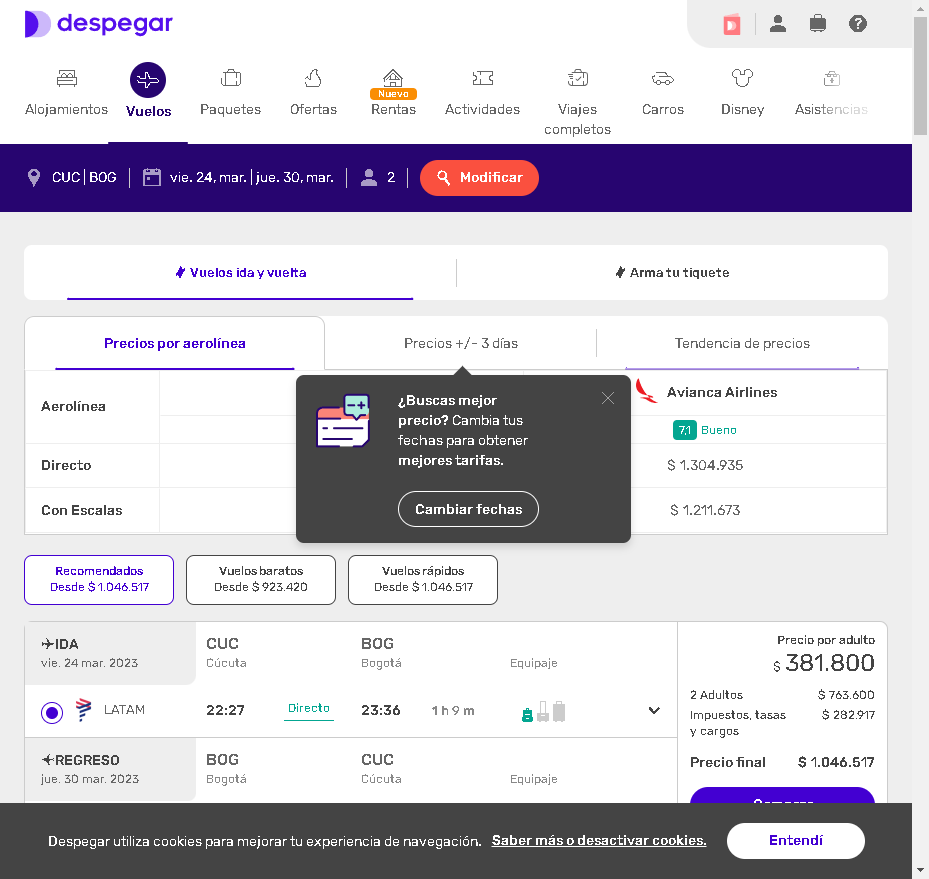 despegar
Alojamientos
Vuelos
Paquetes
Ofertas
Nuevo
Rentas
Actividades
Viajes
completos
Carros
Disney
Asistencias
CUC | BOG
vie. 24, mar. | jue. 30, mar.
2
Modificar
Vuelos ida y vuelta
Arma tu tiquete
Precios por aerolínea
Precios +/- 3 días
Tendencia de precios
Aerolínea
Avianca Airlines
7,1 Bueno
Directo
$ 1.304.935
Con Escalas
$ 1.211.673
¿Buscas mejor
precio? Cambia tus
fechas para obtener
mejores tarifas.
Cambiar fechas
Recomendados
Desde $ 1.046.517
Vuelos baratos
Desde $ 923.420
Vuelos rápidos
Desde $ 1.046.517
IDA
vie. 24 mar. 2023
CUC
Cúcuta
BOG
Bogotá
Equipaje
LATAM
22:27
Directo
23:36
1 h 9 m
REGRESO
jue. 30 mar. 2023
BOG
Bogotá
CUC
Cúcuta
Equipaje
Precio por adulto
$ 381.800
2 Adultos $ 763.600
Impuestos, tasas $ 282.917
y cargos
Precio final $ 1.046.517
Despegar utiliza cookies para mejorar tu experiencia de navegación. Saber más o desactivar cookies.
Entendí